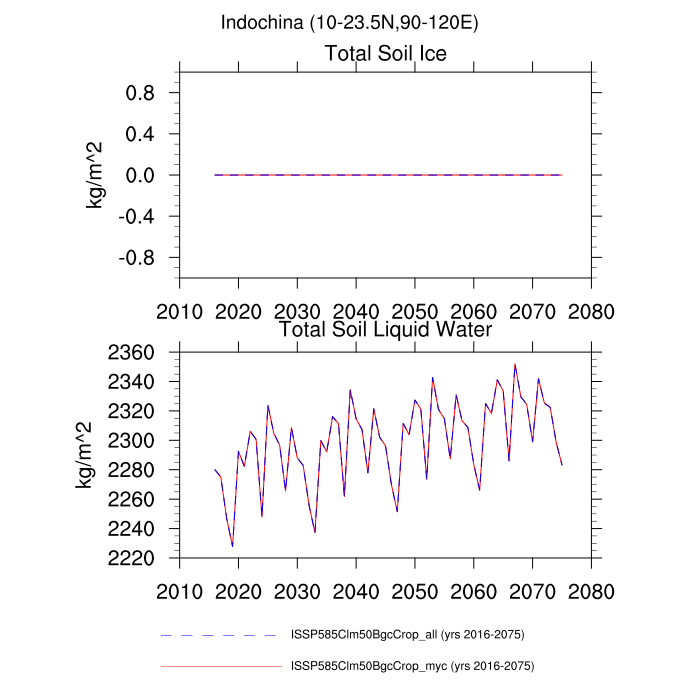 Indochina (10-23.5N,90-120E)
Total Soil Ice
0.8
0.4
0.0
-0.4
-0.8
kg/m^2
2010 2020 2030 2040 2050 2060 2070 2080
Total Soil Liquid Water
2360
2340
2320
2300
2280
2260
2240
2220
kg/m^2
2010 2020 2030 2040 2050 2060 2070 2080
ISSP585Clm50BgcCrop_all (yrs 2016-2075)
ISSP585Clm50BgcCrop_myc (yrs 2016-2075)